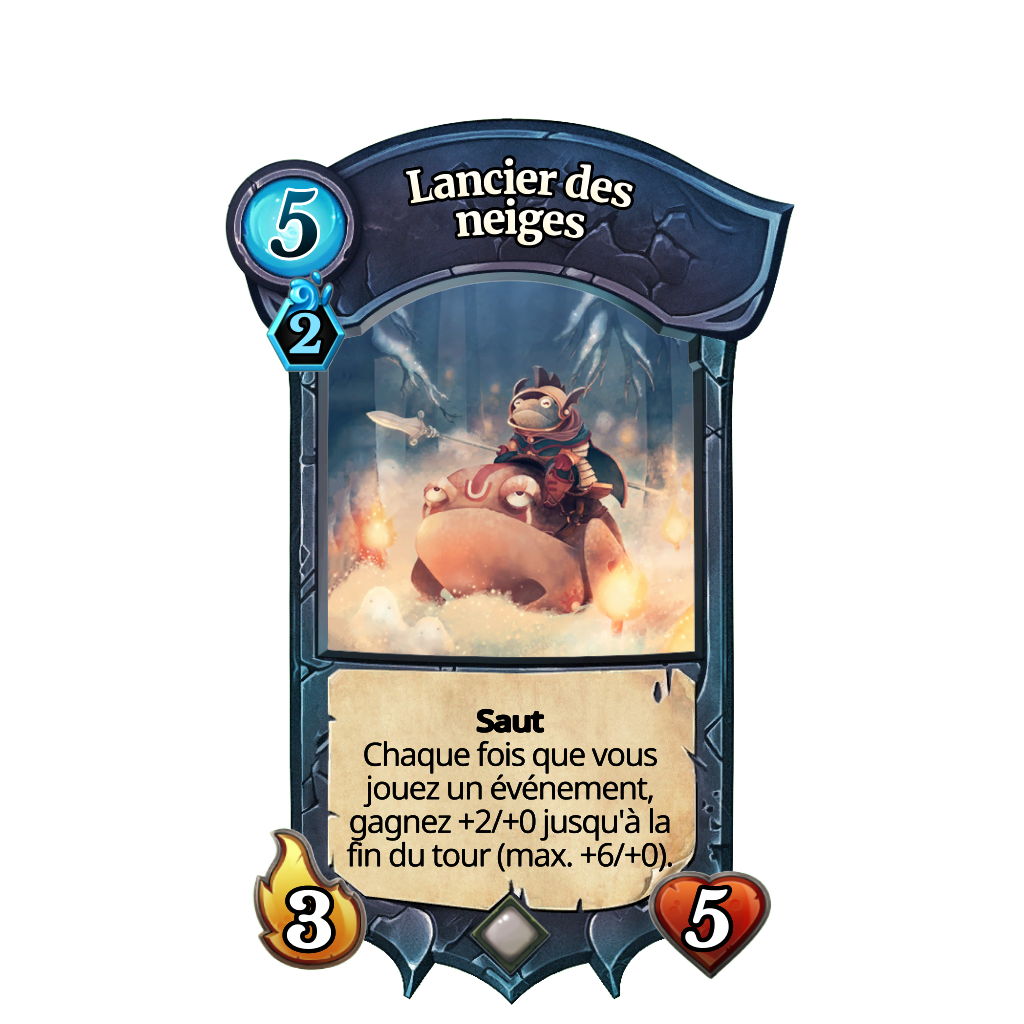 Lancier des
neiges
5
2
Saut
Chaque fois que vous
jouez un événement,
gagnez +2/+0 jusqu'à la
fin du tour (max. +6/+0).
3
5